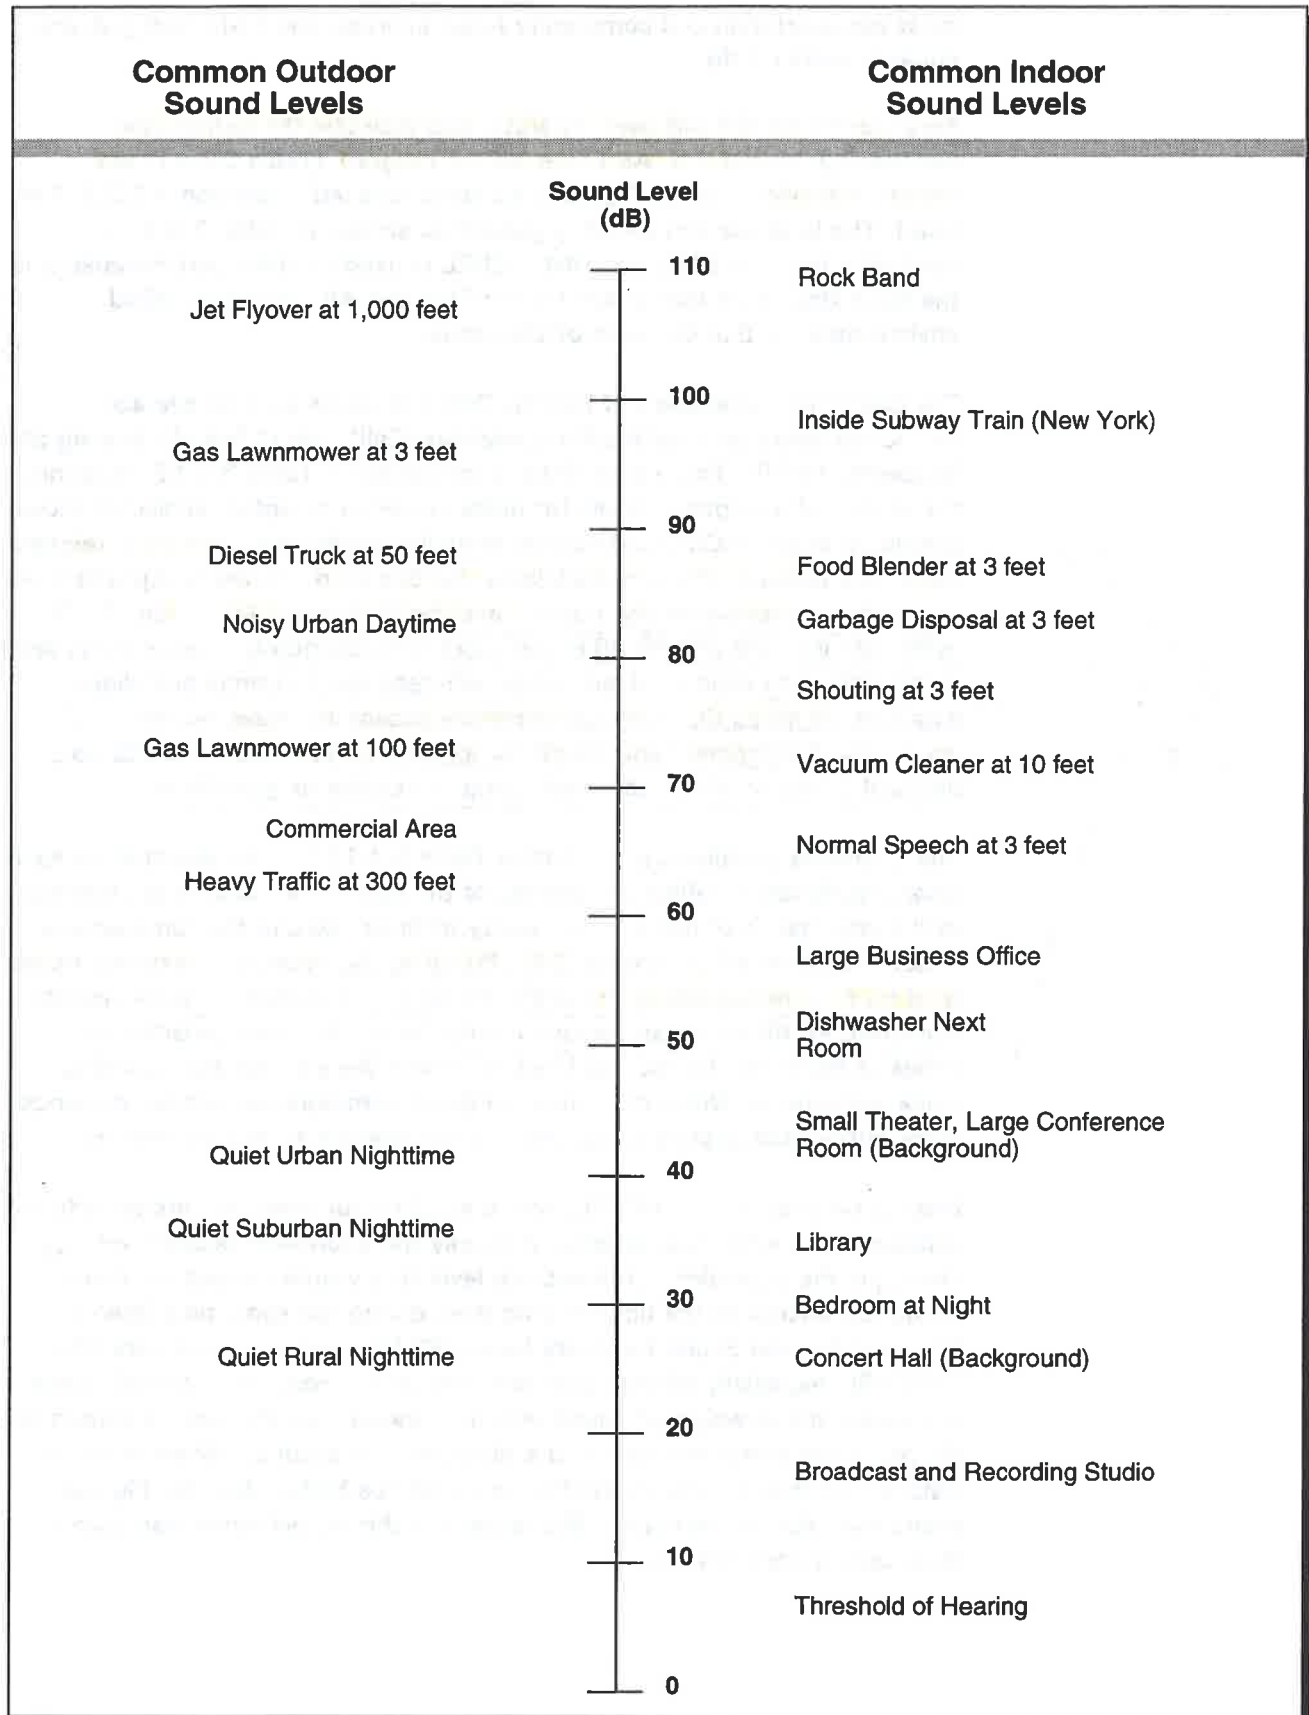 Common Outdoor
Sound Levels
Common Indoor
Sound Levels
Sound Level
(dB)
110
Rock Band
Jet Flyover at 1,000 feet
100
Inside Subway Train (New York)
Gas Lawnmower at 3 feet
90
Diesel Truck at 50 feet
Food Blender at 3 feet
Noisy Urban Daytime
Garbage Disposal at 3 feet
80
Shouting at 3 feet
Gas Lawnmower at 100 feet
Vacuum Cleaner at 10 feet
70
Commercial Area
Normal Speech at 3 feet
Heavy Traffic at 300 feet
60
Large Business Office
Dishwasher Next
Room
50
Small Theater, Large Conference
Room (Background)
Quiet Urban Nighttime
40
Quiet Suburban Nighttime
Library
30
Bedroom at Night
Quiet Rural Nighttime
Concert Hall (Background)
20
Broadcast and Recording Studio
10
Threshold of Hearing
0